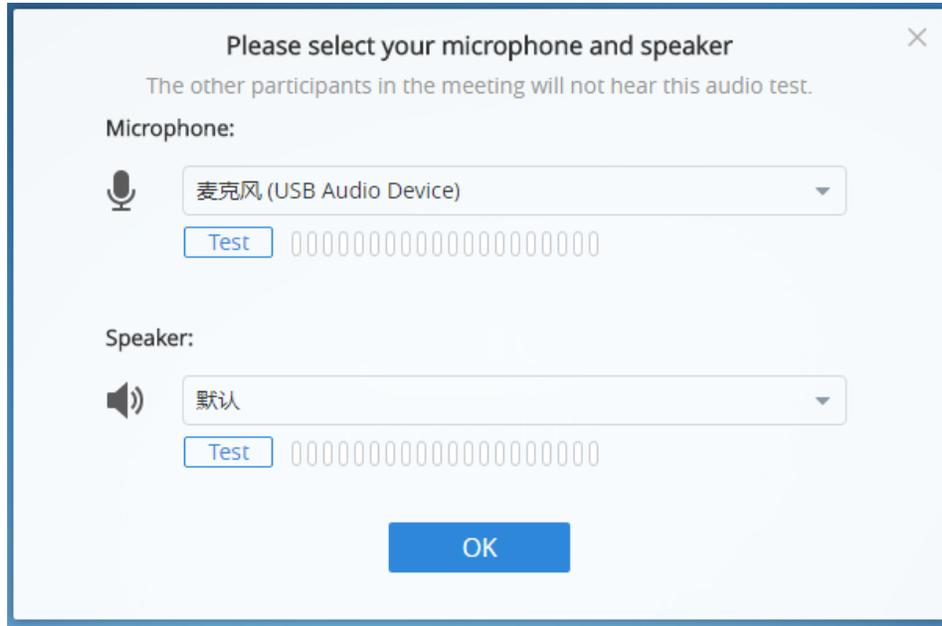 Please select your microphone and speaker
The other participants in the meeting will not hear this audio test.
Microphone:
麦克风 (USB Audio Device)
Test
Speaker:
默认
Test
OK